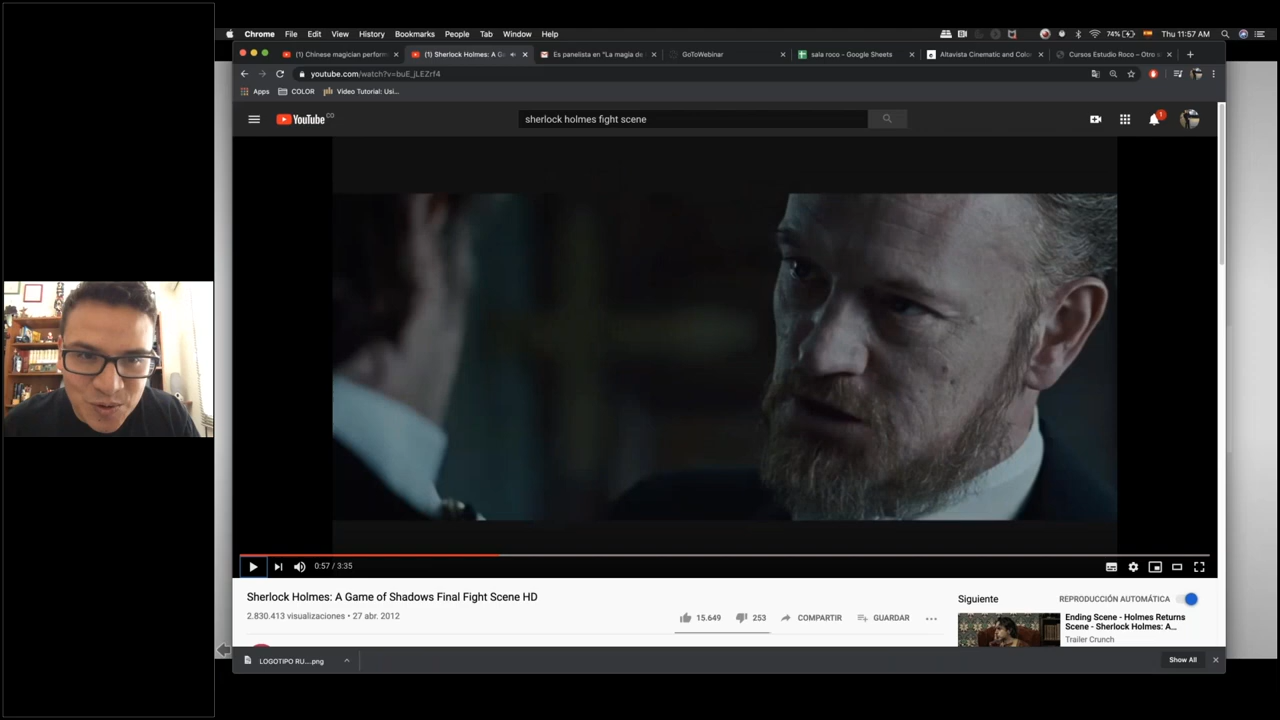 Chrome File Edit View History Bookmarks People Tab Window Help 74% Thu 11:57 AM
(1) Chinese magician perform (1) Sherlock Holmes: A G Es panelista en "La magia de GoToWebinar sala roco - Google Sheets Altavista Cinematic and Colo Cursos Estudio Roco – Otro
youtube.com/watch?v=buE_jLEZrf4
Apps COLOR Video Tutorial: Usi...
YouTube CO sherlock holmes fight scene 1
0:57 / 3:35
Sherlock Holmes: A Game of Shadows Final Fight Scene HD
2.830.413 visualizaciones • 27 abr. 2012
15.649 253 COMPARTIR GUARDAR
Siguiente REPRODUCCIÓN AUTOMÁTICA
Ending Scene - Holmes Returns
Scene - Sherlock Holmes: A...
Trailer Crunch
LOGOTIPO RU....png Show All